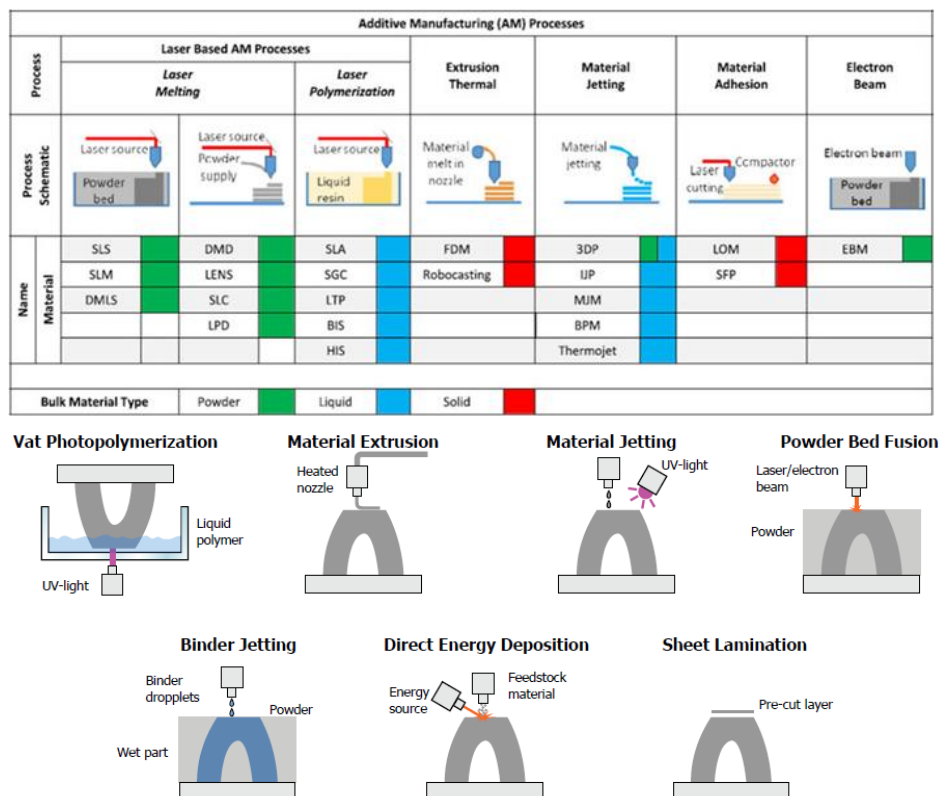 Additive Manufacturing (AM) Processes
Process
Laser Based AM Processes
Laser
Melting
Laser
Polymerization
Extrusion
Thermal
Material
Jetting
Material
Adhesion
Electron
Beam
Process
Schematic
Laser source
Powder
bed
Laser source
Powder
supply
Laser source
Liquid
resin
Material
melt in
nozzle
Material
jetting
Laser
cutting
Compactor
Electron beam
Powder
bed
Name
Material
SLS
DMD
SLA
FDM
3DP
LOM
EBM
SLM
LENS
SGC
Robocasting
IJP
SFP
DMLS
SLC
LTP
MJM
LPD
BIS
BPM
HIS
Thermojet
Bulk Material Type
Powder
Liquid
Solid
Vat Photopolymerization
Liquid
polymer
UV-light
Material Extrusion
Heated
nozzle
Material Jetting
UV-light
Powder Bed Fusion
Laser/electron
beam
Powder
Binder Jetting
Binder
dropplets
Powder
Wet part
Direct Energy Deposition
Energy
source
Feedstock
material
Sheet Lamination
Pre-cut layer